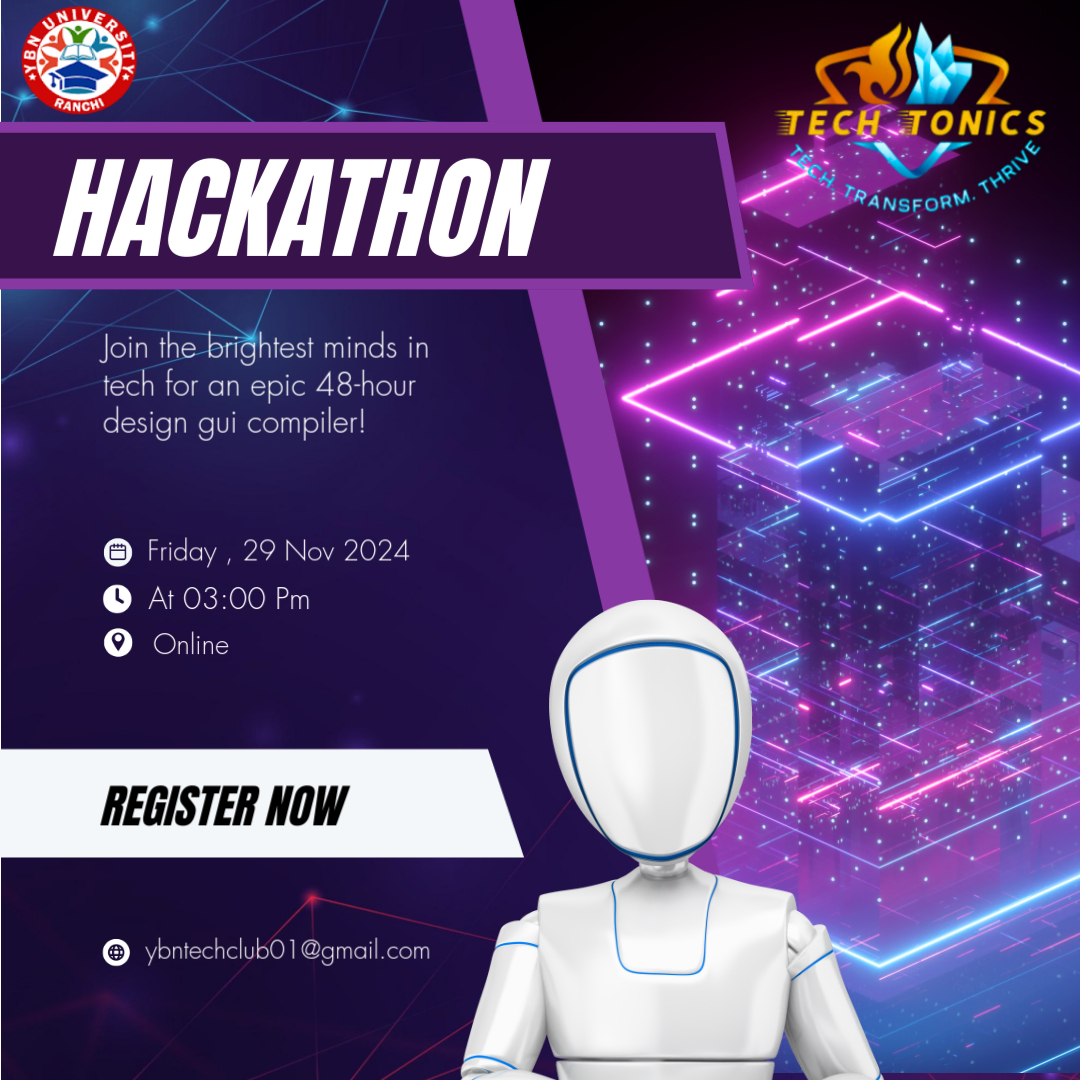 YBN UNIVERSITY
RANCHI
TECH TONICS
TECH. TRANSFORM. THRIVE
HACKATHON
Join the brightest minds in
tech for an epic 48-hour
design gui compiler!
Friday , 29 Nov 2024
At 03:00 Pm
Online
REGISTER NOW
ybntechclub01@gmail.com